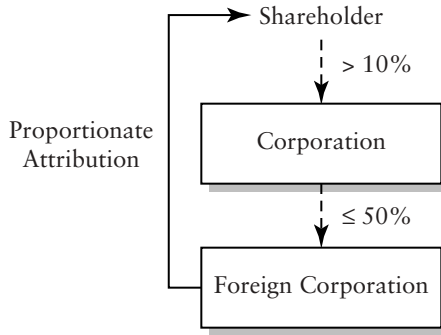 Shareholder
> 10%
Proportionate
Attribution
Corporation
≤ 50%
Foreign Corporation